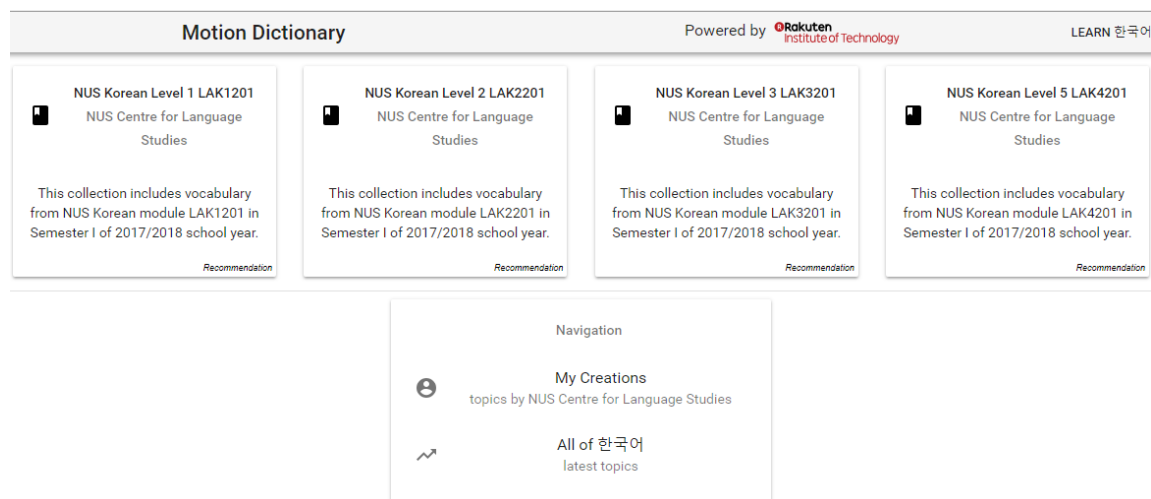 Motion Dictionary
Powered by Rakuten Institute of Technology
LEARN 한국어
NUS Korean Level 1 LAK1201
NUS Centre for Language
Studies
This collection includes vocabulary
from NUS Korean module LAK1201 in
Semester I of 2017/2018 school year.
Recommendation
NUS Korean Level 2 LAK2201
NUS Centre for Language
Studies
This collection includes vocabulary
from NUS Korean module LAK2201 in
Semester I of 2017/2018 school year.
Recommendation
NUS Korean Level 3 LAK3201
NUS Centre for Language
Studies
This collection includes vocabulary
from NUS Korean module LAK3201 in
Semester I of 2017/2018 school year.
Recommendation
NUS Korean Level 5 LAK4201
NUS Centre for Language
Studies
This collection includes vocabulary
from NUS Korean module LAK4201 in
Semester I of 2017/2018 school year.
Recommendation
Navigation
My Creations
topics by NUS Centre for Language Studies
All of 한국어
latest topics